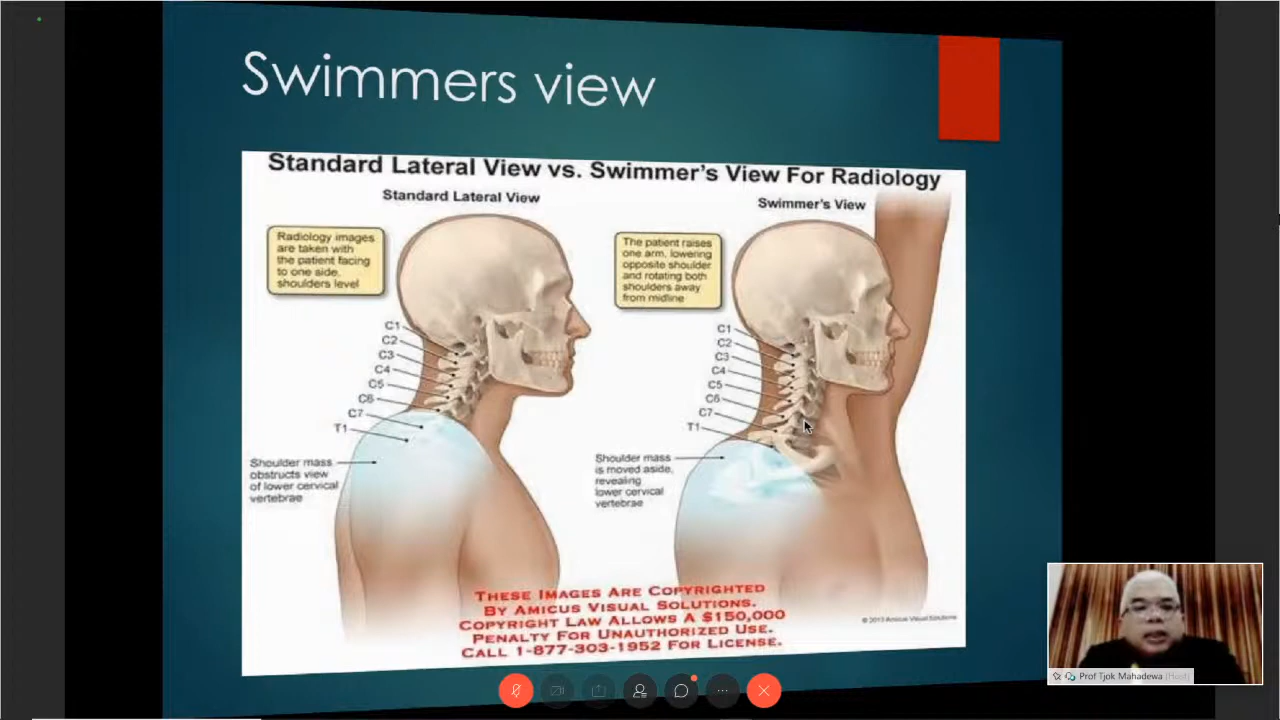 Swimmers view
Standard Lateral View vs. Swimmer's View For Radiology
Standard Lateral View
Radiology images
are taken with
the patient facing
to one side,
shoulders level
C1
C2
C3
C4
C5
C6
C7
T1
Shoulder mass
obstructs view
of lower cervical
vertebrae
Swimmer's View
The patient raises
one arm, lowering
opposite shoulder
and rotating both
shoulders away
from midline
C1
C2
C3
C4
C5
C6
C7
T1
Shoulder mass
is moved aside,
revealing
lower cervical
vertebrae
These Images Are Copyrighted
By Amicus Visual Solutions.
Copyright Law Allows A $150,000
Penalty For Unauthorized Use.
Call 1-877-303-1952 For License.
© 2013 Amicus Visual Solutions
Prof Tjok Mahadewa (Host)